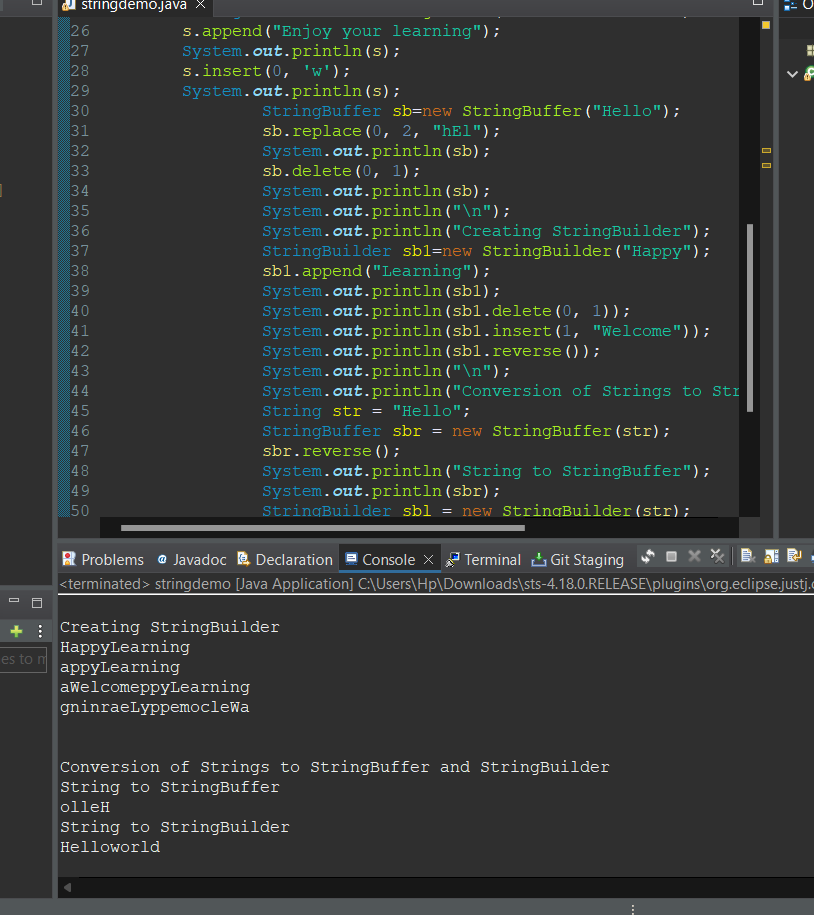 stringdemo.java
26 s.append("Enjoy your learning");
27 System.out.println(s);
28 s.insert(0, 'w');
29 System.out.println(s);
30 StringBuffer sb=new StringBuffer("Hello");
31 sb.replace(0, 2, "hEl");
32 System.out.println(sb);
33 sb.delete(0, 1);
34 System.out.println(sb);
35 System.out.println("\n");
36 System.out.println("Creating StringBuilder");
37 StringBuilder sb1=new StringBuilder("Happy");
38 sb1.append("Learning");
39 System.out.println(sb1);
40 System.out.println(sb1.delete(0, 1));
41 System.out.println(sb1.insert(1, "Welcome"));
42 System.out.println(sb1.reverse());
43 System.out.println("\n");
44 System.out.println("Conversion of Strings to Str
45 String str = "Hello";
46 StringBuffer sbr = new StringBuffer(str);
47 sbr.reverse();
48 System.out.println("String to StringBuffer");
49 System.out.println(sbr);
50 StringBuilder sbl = new StringBuilder(str);
Problems Javadoc Declaration Console Terminal Git Staging
<terminated> stringdemo [Java Application] C:\Users\Hp\Downloads\sts-4.18.0.RELEASE\plugins\org.eclipse.justj.o
es to m
Creating StringBuilder
HappyLearning
appyLearning
aWelcomeppyLearning
gninraeLyppemocleWa
Conversion of Strings to StringBuffer and StringBuilder
String to StringBuffer
olleH
String to StringBuilder
Helloworld